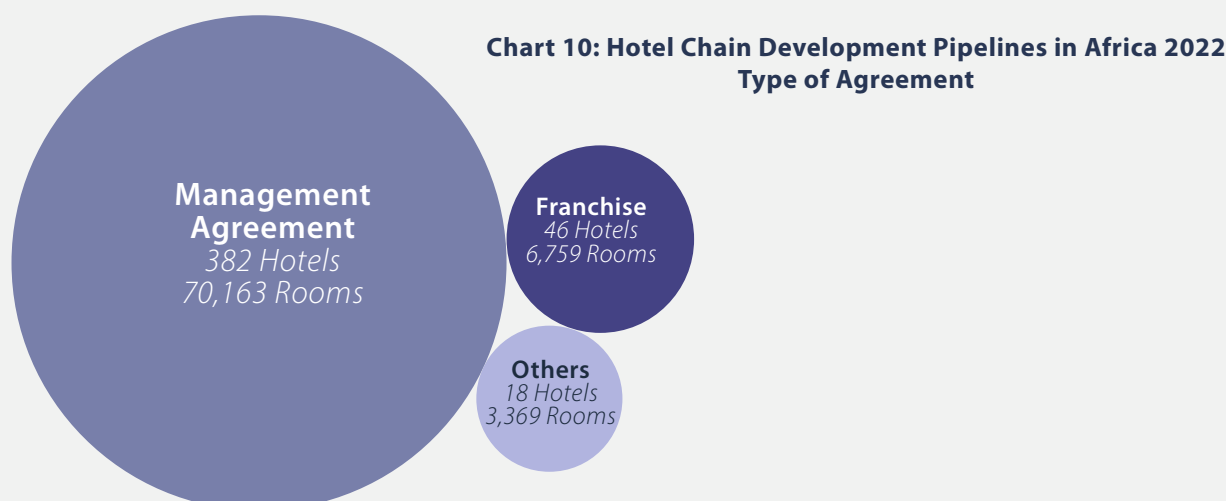 Chart 10: Hotel Chain Development Pipelines in Africa 2022
Type of Agreement
Management
Agreement
382 Hotels
70,163 Rooms
Franchise
46 Hotels
6,759 Rooms
Others
18 Hotels
3,369 Rooms